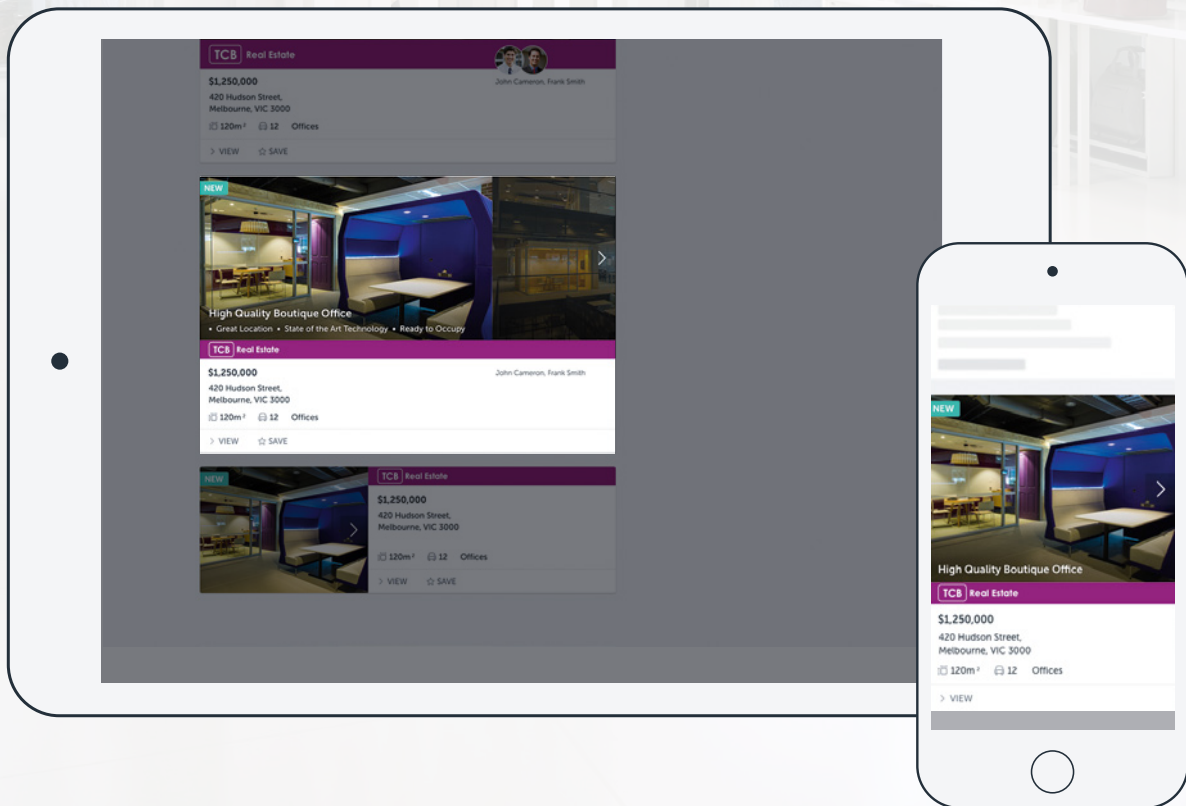 TCB Real Estate
$1,250,000
John Cameron, Frank Smith
420 Hudson Street,
Melbourne, VIC 3000
120m² 12 Offices
> VIEW ☆ SAVE
NEW
High Quality Boutique Office
• Great Location • State of the Art Technology • Ready to Occupy
TCB Real Estate
$1,250,000
John Cameron, Frank Smith
420 Hudson Street,
Melbourne, VIC 3000
120m² 12 Offices
> VIEW ☆ SAVE
NEW
TCB Real Estate
$1,250,000
420 Hudson Street,
Melbourne, VIC 3000
120m² 12 Offices
> VIEW ☆ SAVE
NEW
High Quality Boutique Office
TCB Real Estate
$1,250,000
420 Hudson Street,
Melbourne, VIC 3000
120m² 12 Offices
> VIEW